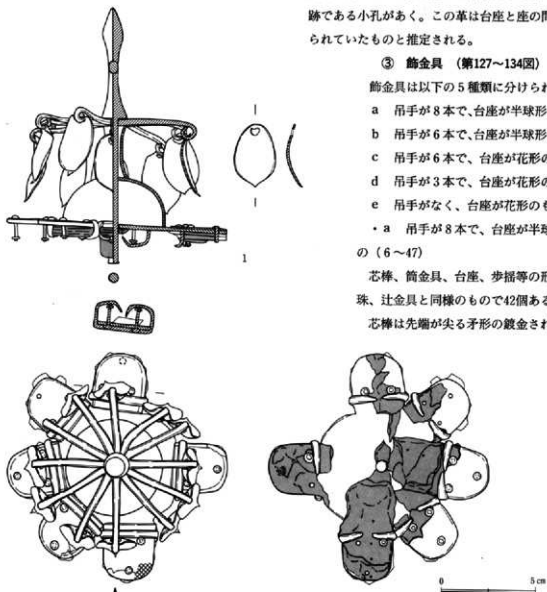 跡である小孔があく。この革は台座と座の間
られていたものと推定される。
③ 飾金具 (第127〜134図)
飾金具は以下の5種類に分けられ
a 吊手が8本で、台座が半球形
b 吊手が6本で、台座が半球形
c 吊手が6本で、台座が花形の
d 吊手が3本で、台座が花形の
e 吊手がなく、台座が花形のも
・a 吊手が8本で、台座が半球
の (6〜47)
芯棒、筒金具、台座、歩揺等の形
珠、辻金具と同様のもので42個ある
芯棒は先端が尖る矛形の鍍金され
1
0 5cm